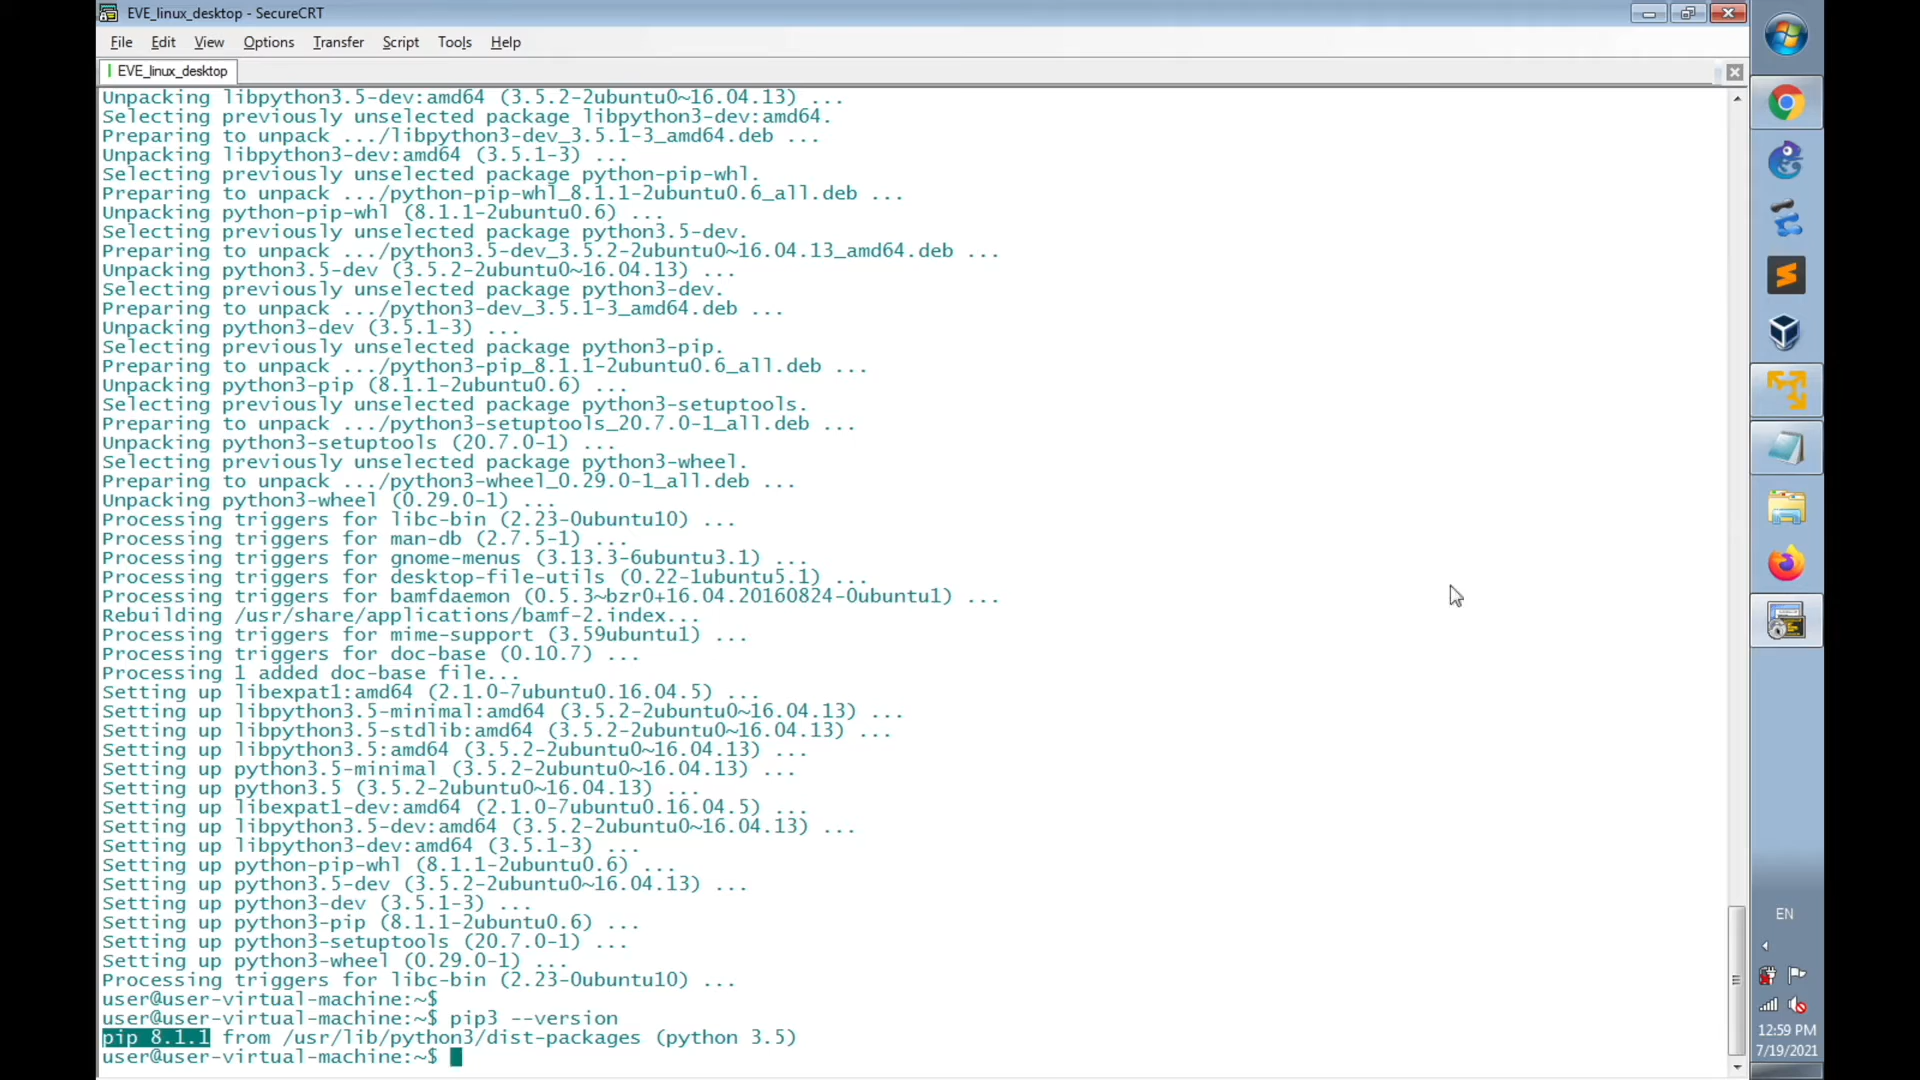 EVE_linux_desktop - SecureCRT
File Edit View Options Transfer Script Tools Help
EVE_linux_desktop
Unpacking libpython3.5-dev:amd64 (3.5.2-2ubuntu0~16.04.13) ...
Selecting previously unselected package libpython3-dev:amd64.
Preparing to unpack .../libpython3-dev_3.5.1-3_amd64.deb ...
Unpacking libpython3-dev:amd64 (3.5.1-3) ...
Selecting previously unselected package python-pip-whl.
Preparing to unpack .../python-pip-whl_8.1.1-2ubuntu0.6_all.deb ...
Unpacking python-pip-whl (8.1.1-2ubuntu0.6) ...
Selecting previously unselected package python3.5-dev.
Preparing to unpack .../python3.5-dev_3.5.2-2ubuntu0~16.04.13_amd64.deb ...
Unpacking python3.5-dev (3.5.2-2ubuntu0~16.04.13) ...
Selecting previously unselected package python3-dev.
Preparing to unpack .../python3-dev_3.5.1-3_amd64.deb ...
Unpacking python3-dev (3.5.1-3) ...
Selecting previously unselected package python3-pip.
Preparing to unpack .../python3-pip_8.1.1-2ubuntu0.6_all.deb ...
Unpacking python3-pip (8.1.1-2ubuntu0.6) ...
Selecting previously unselected package python3-setuptools.
Preparing to unpack .../python3-setuptools_20.7.0-1_all.deb ...
Unpacking python3-setuptools (20.7.0-1) ...
Selecting previously unselected package python3-wheel.
Preparing to unpack .../python3-wheel_0.29.0-1_all.deb ...
Unpacking python3-wheel (0.29.0-1) ...
Processing triggers for libc-bin (2.23-0ubuntu10) ...
Processing triggers for man-db (2.7.5-1) ...
Processing triggers for gnome-menus (3.13.3-6ubuntu3.1) ...
Processing triggers for desktop-file-utils (0.22-1ubuntu5.1) ...
Processing triggers for bamfdaemon (0.5.3~bzr0+16.04.20160824-0ubuntu1) ...
Rebuilding /usr/share/applications/bamf-2.index...
Processing triggers for mime-support (3.59ubuntu1) ...
Processing triggers for doc-base (0.10.7) ...
Processing 1 added doc-base file...
Setting up libexpat1:amd64 (2.1.0-7ubuntu0.16.04.5) ...
Setting up libpython3.5-minimal:amd64 (3.5.2-2ubuntu0~16.04.13) ...
Setting up libpython3.5-stdlib:amd64 (3.5.2-2ubuntu0~16.04.13) ...
Setting up libpython3.5:amd64 (3.5.2-2ubuntu0~16.04.13) ...
Setting up python3.5-minimal (3.5.2-2ubuntu0~16.04.13) ...
Setting up python3.5 (3.5.2-2ubuntu0~16.04.13) ...
Setting up libexpat1-dev:amd64 (2.1.0-7ubuntu0.16.04.5) ...
Setting up libpython3.5-dev:amd64 (3.5.2-2ubuntu0~16.04.13) ...
Setting up libpython3-dev:amd64 (3.5.1-3) ...
Setting up python-pip-whl (8.1.1-2ubuntu0.6) ...
Setting up python3.5-dev (3.5.2-2ubuntu0~16.04.13) ...
Setting up python3-dev (3.5.1-3) ...
Setting up python3-pip (8.1.1-2ubuntu0.6) ...
Setting up python3-setuptools (20.7.0-1) ...
Setting up python3-wheel (0.29.0-1) ...
Processing triggers for libc-bin (2.23-0ubuntu10) ...
user@user-virtual-machine:~$
user@user-virtual-machine:~$ pip3 --version
pip 8.1.1 from /usr/lib/python3/dist-packages (python 3.5)
user@user-virtual-machine:~$
EN
12:59 PM
7/19/2021